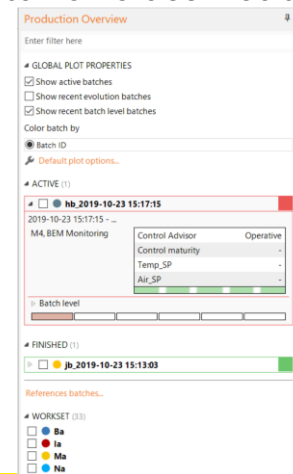 Production Overview
Enter filter here
GLOBAL PLOT PROPERTIES
Show active batches
Show recent evolution batches
Show recent batch level batches
Color batch by
Batch ID
Default plot options...
ACTIVE (1)
hb_2019-10-23 15:17:15
2019-10-23 15:17:15 - ...
M4, BEM Monitoring
Control Advisor Operative
Control maturity -
Temp_SP -
Air_SP -
Batch level
FINISHED (1)
jb_2019-10-23 15:13:03
References batches...
WORKSET (33)
Ba
Ia
Ma
Na